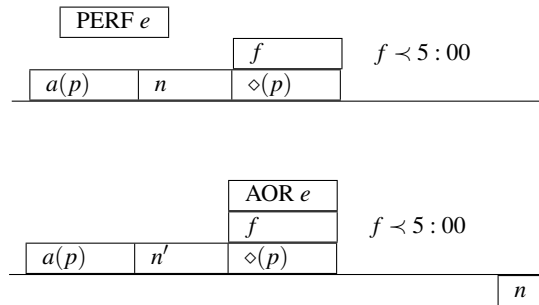 PERF e
f f ≺ 5 : 00
a(p) n ⋄(p)
AOR e
f f ≺ 5 : 00
a(p) n′ ⋄(p)
n